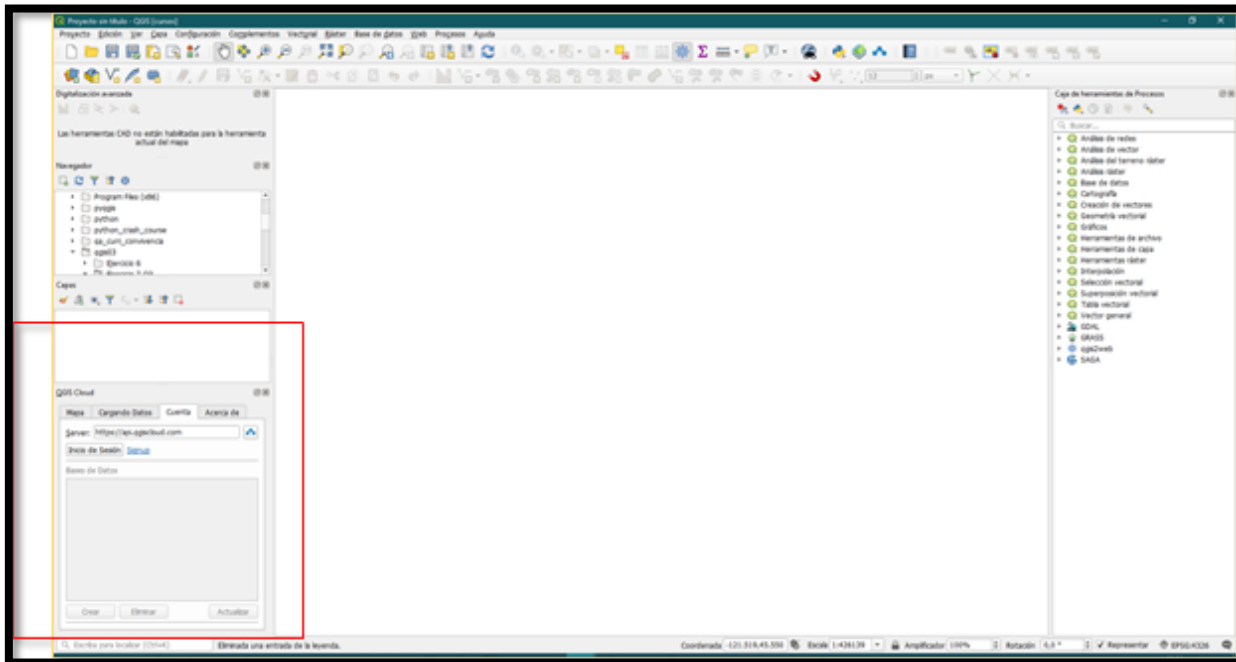 Proyecto sin título - QGIS [cursos]
Proyecto Edición Ver Capa Configuración Complementos Vectorial Ráster Base de datos Web Procesos Ayuda
Digitalización avanzada
Las herramientas CAD no están habilitadas para la herramienta
actual del mapa
Navegador
Program Files (x86)
pyqgis
python
python_crash_course
qa_curri_convivencia
qgisl3
Ejercicio 6
Capas
QGIS Cloud
Mapa Cargando Datos Cuenta Acerca de
Server: https://api.qgiscloud.com
Inicio de Sesión Signup
Bases de Datos
Crear Eliminar Actualizar
Caja de herramientas de Procesos
Buscar...
Análisis de redes
Análisis de vector
Análisis del terreno ráster
Análisis ráster
Base de datos
Cartografía
Creación de vectores
Geometría vectorial
Gráficos
Herramientas de archivo
Herramientas de capa
Herramientas ráster
Interpolación
Selección vectorial
Superposición vectorial
Tabla vectorial
Vector general
GDAL
GRASS
qgis2web
SAGA
Escriba para localizar (Ctrl+K) Eliminada una entrada de la leyenda. Coordenada -121.519,45.550 Escala 1:426139 Amplificador 100% Rotación 0,0 ° Representar EPSG:4326